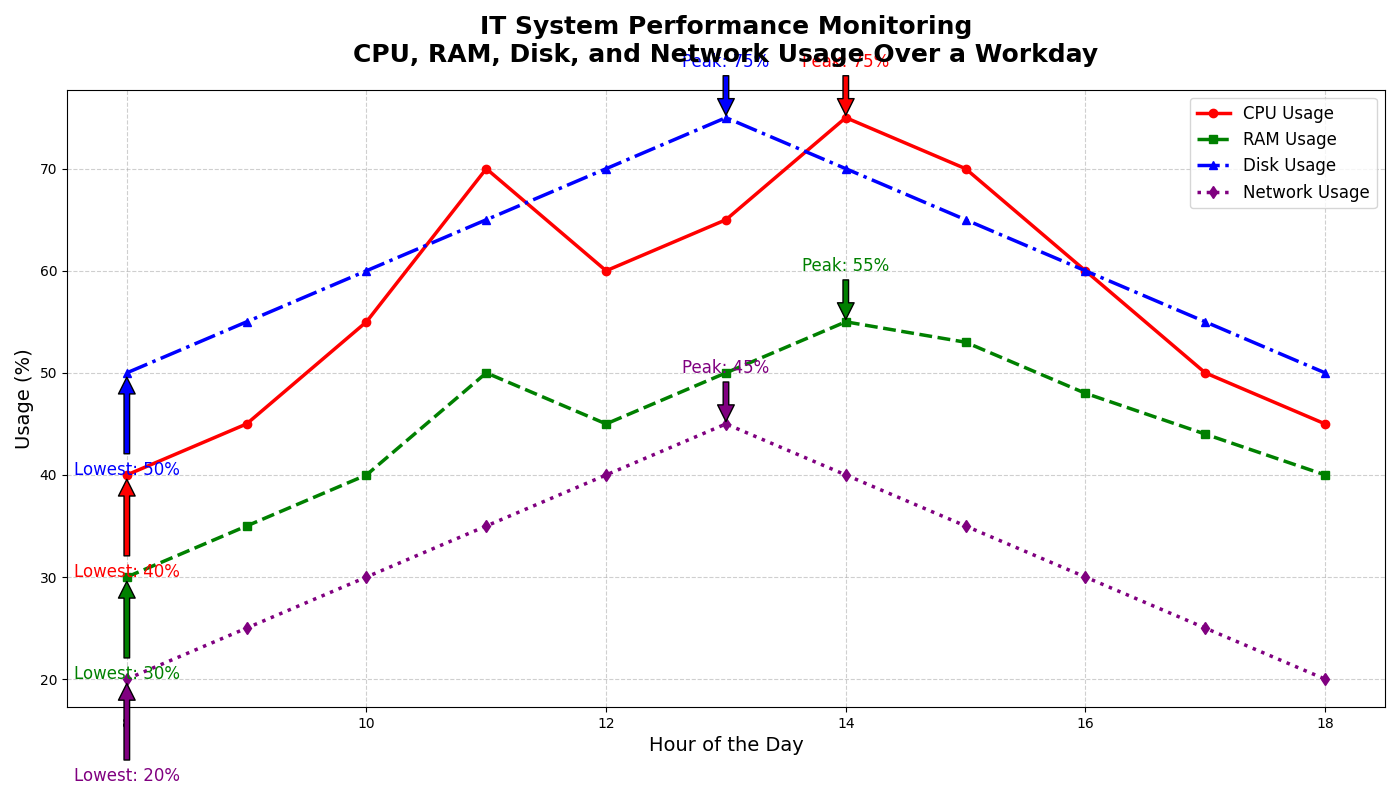 IT System Performance Monitoring
CPU, RAM, Disk, and Network Usage Over a Workday
Peak: 75%
Peak: 75%
CPU Usage
RAM Usage
Disk Usage
Network Usage
Peak: 55%
Peak: 45%
Lowest: 50%
Lowest: 40%
Lowest: 30%
Lowest: 20%
Usage (%)
70
60
50
40
30
20
10
12
14
16
18
Hour of the Day